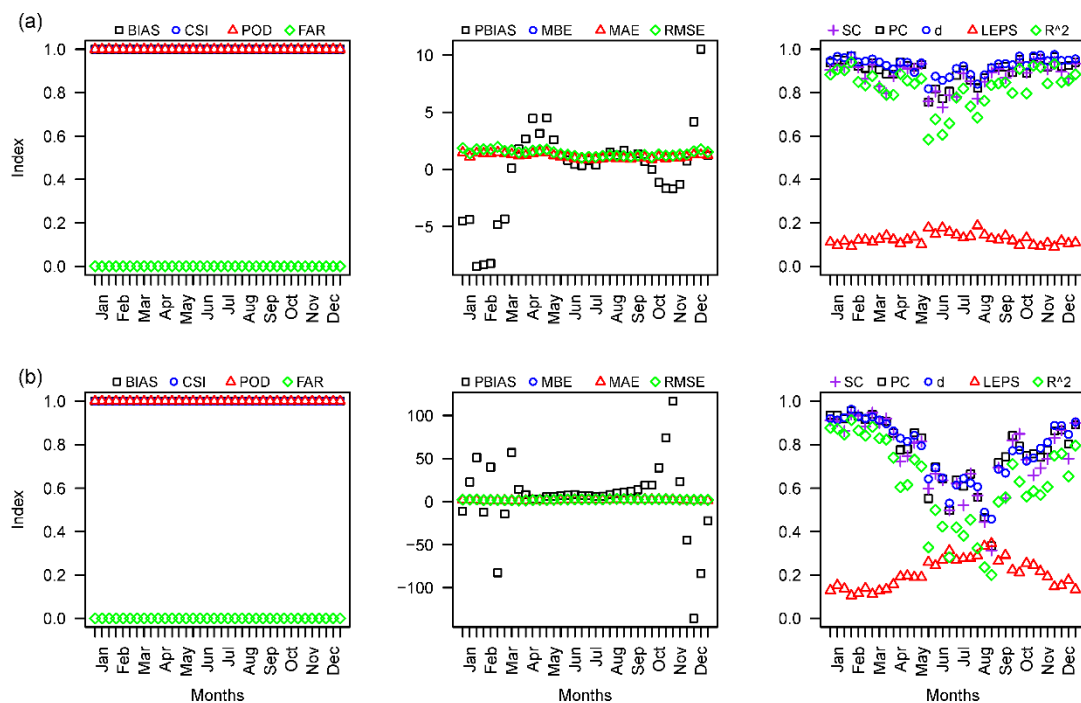 (a)
BIAS CSI POD FAR
Index
1.0
0.8
0.6
0.4
0.2
0.0
Jan Feb Mar Apr May Jun Jul Aug Sep Oct Nov Dec
PBIAS MBE MAE RMSE
10
5
0
−5
Jan Feb Mar Apr May Jun Jul Aug Sep Oct Nov Dec
SC PC d LEPS R^2
1.0
0.8
0.6
0.4
0.2
0.0
Jan Feb Mar Apr May Jun Jul Aug Sep Oct Nov Dec
(b)
BIAS CSI POD FAR
Index
1.0
0.8
0.6
0.4
0.2
0.0
Jan Feb Mar Apr May Jun Jul Aug Sep Oct Nov Dec
Months
PBIAS MBE MAE RMSE
100
50
0
−50
−100
Jan Feb Mar Apr May Jun Jul Aug Sep Oct Nov Dec
Months
SC PC d LEPS R^2
1.0
0.8
0.6
0.4
0.2
0.0
Jan Feb Mar Apr May Jun Jul Aug Sep Oct Nov Dec
Months